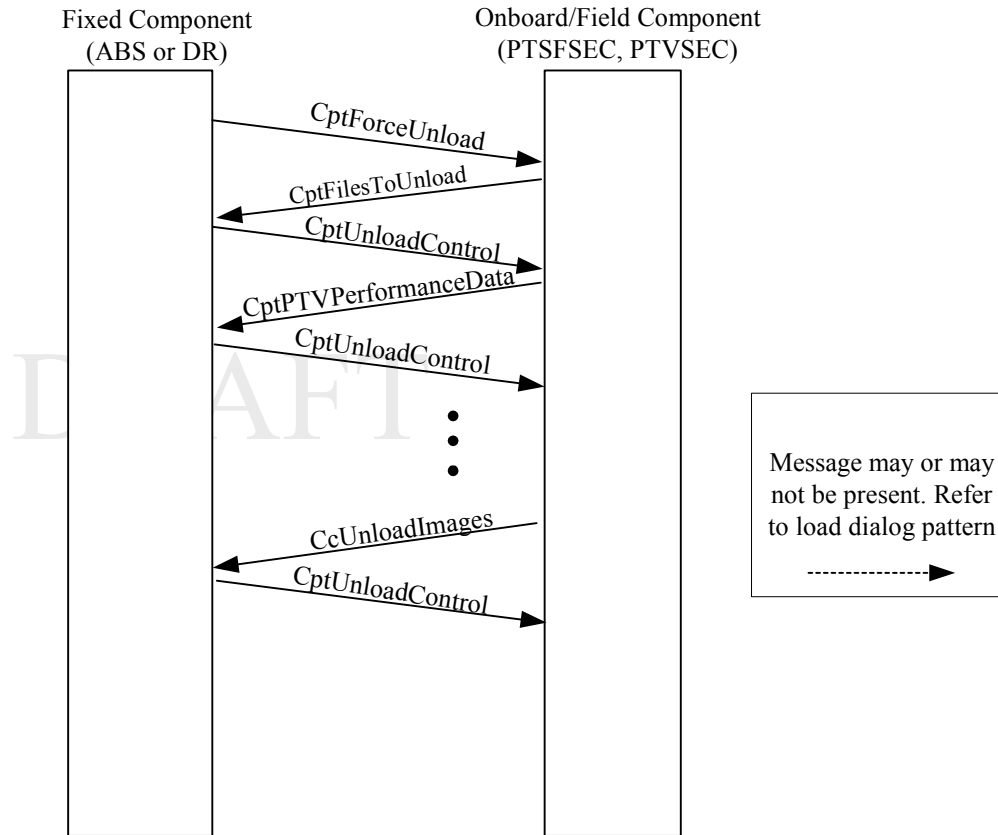 Fixed Component
(ABS or DR)
Onboard/Field Component
(PTSFSEC, PTVSEC)
CptForceUnload
CptFilesToUnload
CptUnloadControl
CptPTVPerformanceData
CptUnloadControl
DRAFT
Message may or may
not be present. Refer
to load dialog pattern
CcUnloadImages
CptUnloadControl